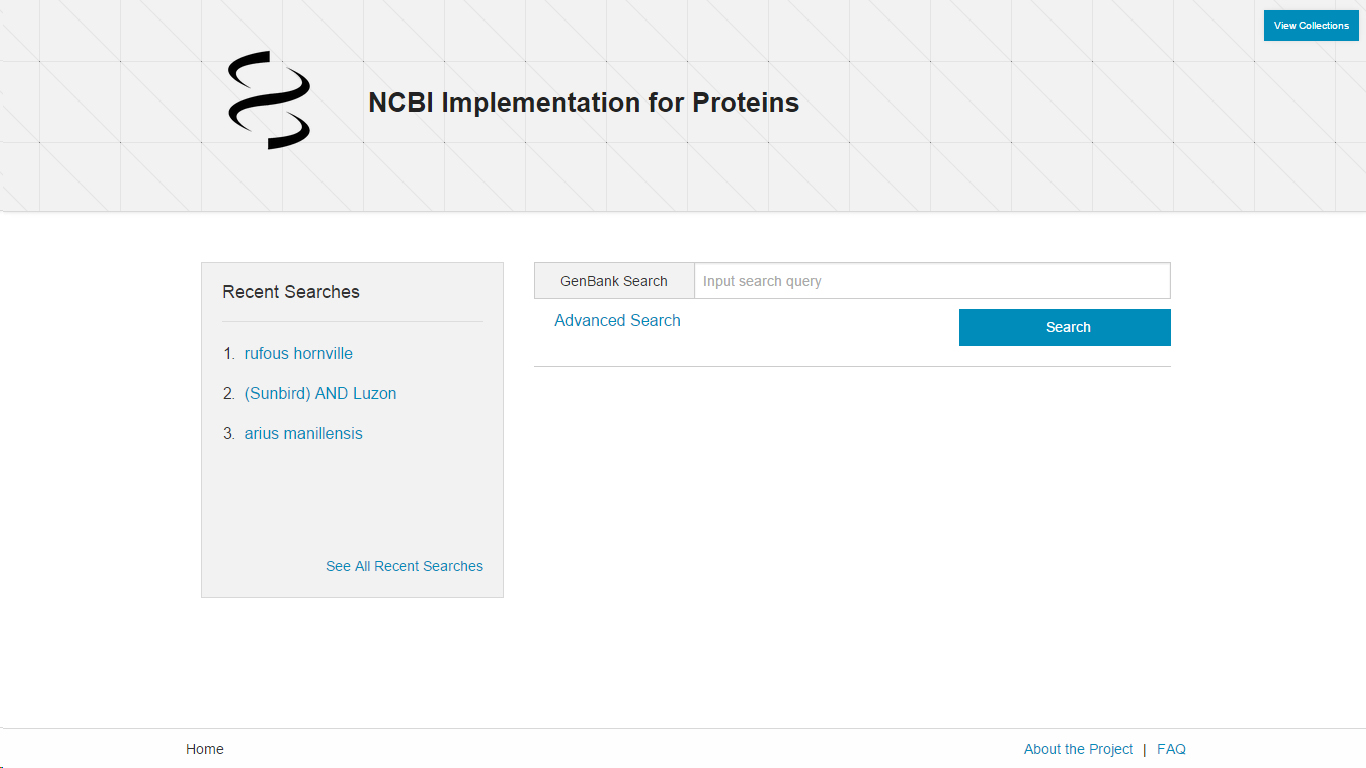 View Collections
NCBI Implementation for Proteins
Recent Searches
1. rufous hornville
2. (Sunbird) AND Luzon
3. arius manillensis
See All Recent Searches
GenBank Search Input search query
Advanced Search
Search
Home
About the Project | FAQ